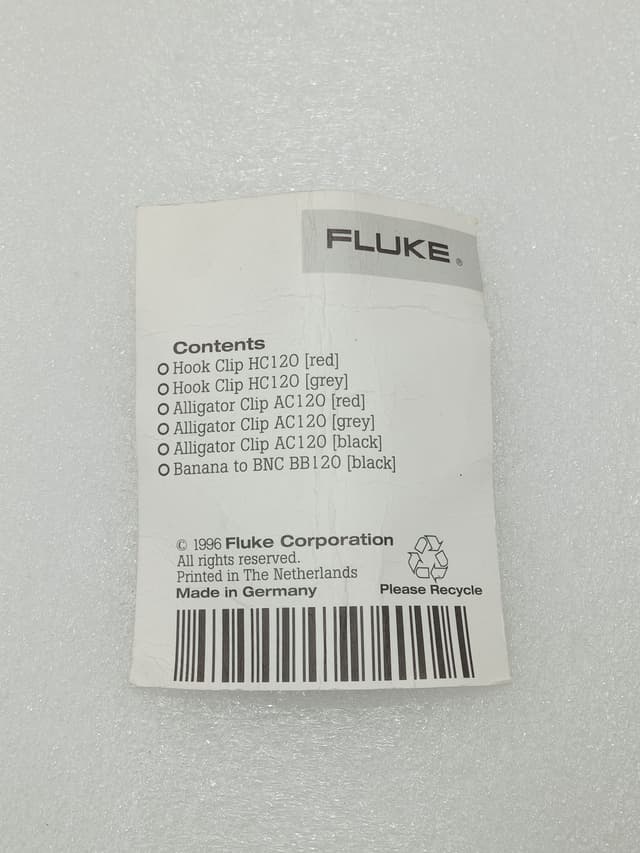 FLUKE®
Contents
Hook Clip HC120 [red]
Hook Clip HC120 [grey]
Alligator Clip AC120 [red]
Alligator Clip AC120 [grey]
Alligator Clip AC120 [black]
Banana to BNC BB120 [black]
© 1996 Fluke Corporation
All rights reserved.
Printed in The Netherlands
Made in Germany
Please Recycle